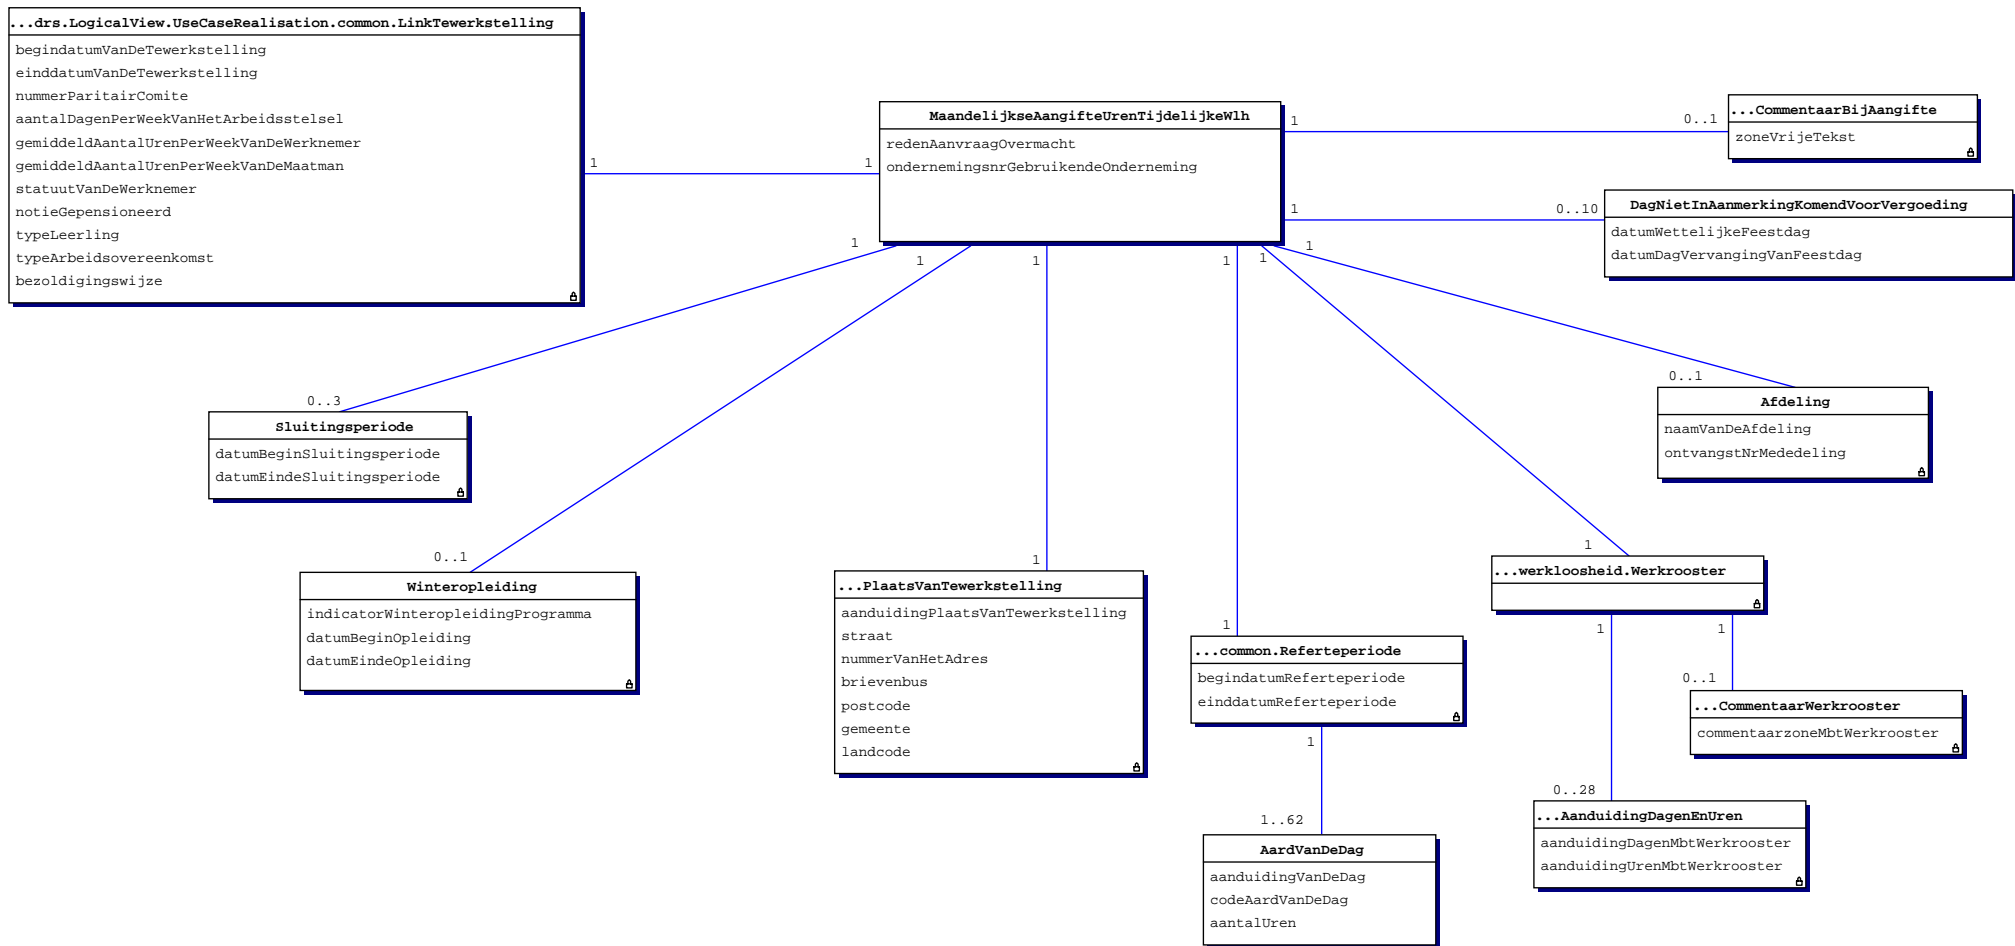 ...drs.LogicalView.UseCaseRealisation.common.LinkTewerkstelling
begindatumVanDeTewerkstelling
einddatumVanDeTewerkstelling
nummerParitairComite
aantalDagenPerWeekVanHetArbeidsstelsel
gemiddeldAantalUrenPerWeekVanDeWerknemer
gemiddeldAantalUrenPerWeekVanDeMaatman
statuutVanDeWerknemer
notieGepensioneerd
typeLeerling
typeArbeidsovereenkomst
bezoldigingswijze
1
1
MaandelijkseAangifteUrenTijdelijkeWlh
redenAanvraagOvermacht
ondernemingsnrGebruikendeOnderneming
1
0..1
...CommentaarBijAangifte
zoneVrijeTekst
1
0..10
DagNietInAanmerkingKomendVoorVergoeding
datumWettelijkeFeestdag
datumDagVervangingVanFeestdag
1
1
1
1
1
1
0..3
Sluitingsperiode
datumBeginSluitingsperiode
datumEindeSluitingsperiode
0..1
Afdeling
naamVanDeAfdeling
ontvangstNrMededeling
0..1
Winteropleiding
indicatorWinteropleidingProgramma
datumBeginOpleiding
datumEindeOpleiding
1
...PlaatsVanTewerkstelling
aanduidingPlaatsVanTewerkstelling
straat
nummerVanHetAdres
brievenbus
postcode
gemeente
landcode
1
...common.Referteperiode
begindatumReferteperiode
einddatumReferteperiode
1
1..62
AardVanDeDag
aanduidingVanDeDag
codeAardVanDeDag
aantalUren
1
...werkloosheid.Werkrooster
1
1
0..1
...CommentaarWerkrooster
commentaarzoneMbtWerkrooster
0..28
...AanduidingDagenEnUren
aanduidingDagenMbtWerkrooster
aanduidingUrenMbtWerkrooster